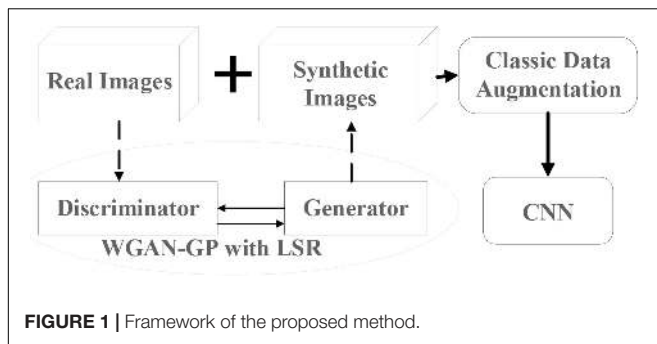 Real Images
+
Synthetic
Images
Classic Data
Augmentation
Discriminator
Generator
WGAN-GP with LSR
CNN
FIGURE 1 | Framework of the proposed method.